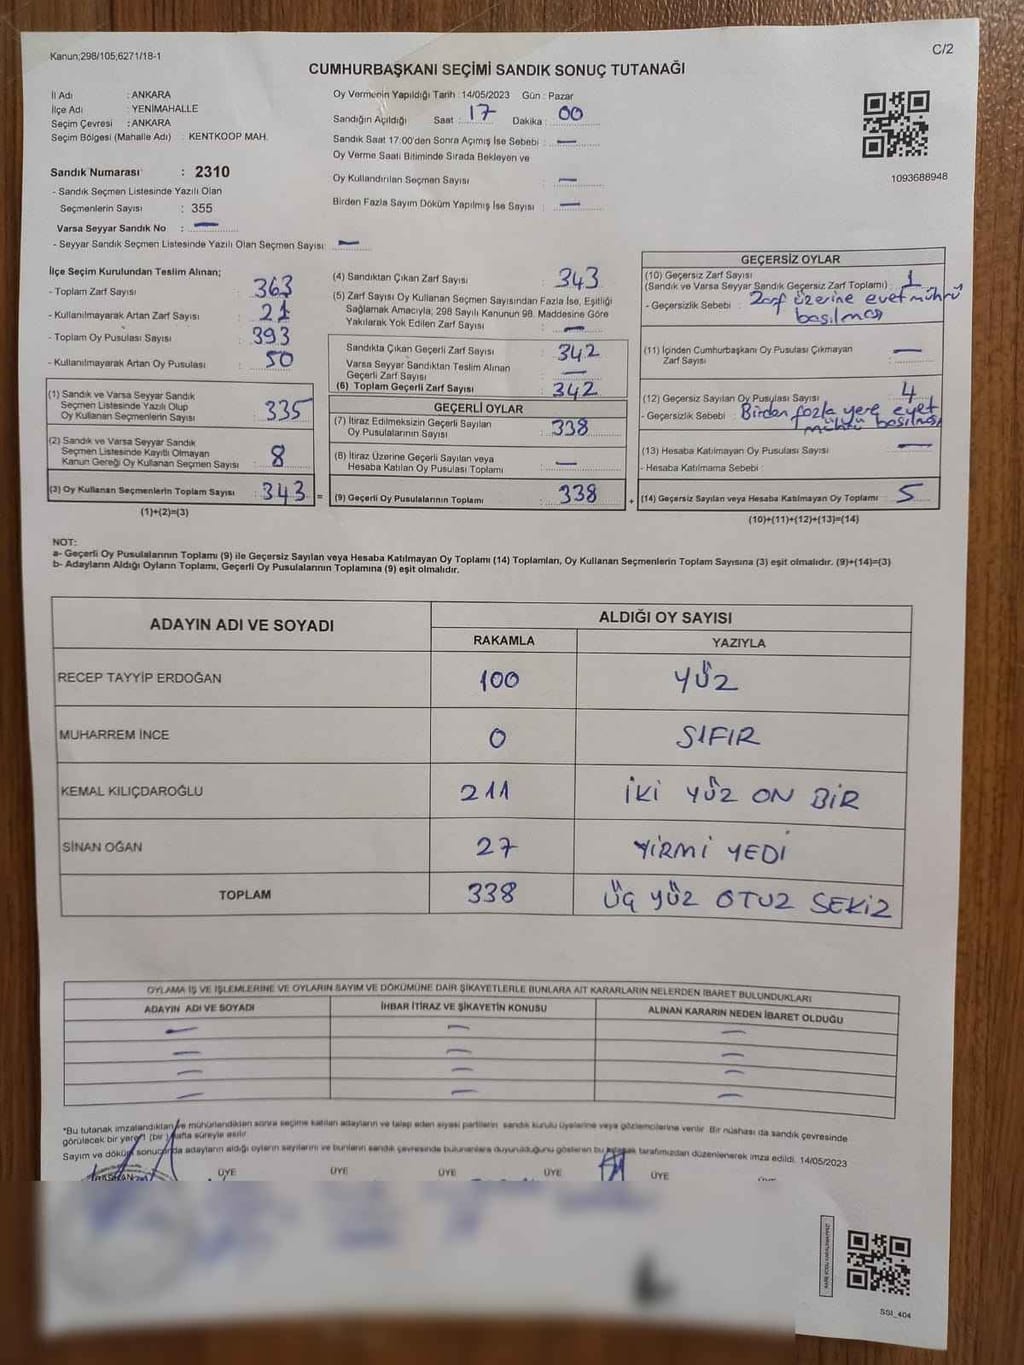 Kanun;298/105;6271/18-1
C/2
CUMHURBAŞKANI SEÇİMİ SANDIK SONUÇ TUTANAĞI
İl Adı : ANKARA
İlçe Adı : YENİMAHALLE
Seçim Çevresi : ANKARA
Seçim Bölgesi (Mahalle Adı) : KENTKOOP MAH.
Sandık Numarası : 2310
- Sandık Seçmen Listesinde Yazılı Olan
Seçmenlerin Sayısı : 355
Varsa Seyyar Sandık No : —
- Seyyar Sandık Seçmen Listesinde Yazılı Olan Seçmen Sayısı: —
Oy Vermenin Yapıldığı Tarih : 14/05/2023 Gün : Pazar
Sandığın Açıldığı Saat : 17 Dakika : 00
Sandık Saat 17:00'den Sonra Açımış İse Sebebi : —
Oy Verme Saati Bitiminde Sırada Bekleyen ve
Oy Kullandırılan Seçmen Sayısı : —
Birden Fazla Sayım Döküm Yapılmış İse Sayısı : —
1093688948
İlçe Seçim Kurulundan Teslim Alınan;
- Toplam Zarf Sayısı : 363
- Kullanılmayarak Artan Zarf Sayısı : 21
- Toplam Oy Pusulası Sayısı : 393
- Kullanılmayarak Artan Oy Pusulası : 50
(1) Sandık ve Varsa Seyyar Sandık
Seçmen Listesinde Yazılı Olup
Oy Kullanan Seçmenlerin Sayısı : 335
(2) Sandık ve Varsa Seyyar Sandık
Seçmen Listesinde Kayıtlı Olmayan
Kanun Gereği Oy Kullanan Seçmen Sayısı : 8
(3) Oy Kullanan Seçmenlerin Toplam Sayısı : 343 =
(1)+(2)=(3)
(4) Sandıktan Çıkan Zarf Sayısı : 343
(5) Zarf Sayısı Oy Kullanan Seçmen Sayısından Fazla İse, Eşitliği
Sağlamak Amacıyla; 298 Sayılı Kanunun 98. Maddesine Göre
Yakılarak Yok Edilen Zarf Sayısı : —
Sandıkta Çıkan Geçerli Zarf Sayısı : 342
Varsa Seyyar Sandıktan Teslim Alınan
Geçerli Zarf Sayısı : —
(6) Toplam Geçerli Zarf Sayısı : 342
GEÇERLİ OYLAR
(7) İtiraz Edilmeksizin Geçerli Sayılan
Oy Pusulalarının Sayısı : 338
(8) İtiraz Üzerine Geçerli Sayılan veya
Hesaba Katılan Oy Pusulası Toplamı : —
(9) Geçerli Oy Pusulalarının Toplamı : 338 +
GEÇERSİZ OYLAR
(10) Geçersiz Zarf Sayısı
(Sandık ve Varsa Seyyar Sandık Geçersiz Zarf Toplamı) : 1
- Geçersizlik Sebebi : Zarf üzerine evet mührü
basılması
(11) İçinden Cumhurbaşkanı Oy Pusulası Çıkmayan
Zarf Sayısı : —
(12) Geçersiz Sayılan Oy Pusulası Sayısı : 4
- Geçersizlik Sebebi : Birden fazla yere evet
mührü basılması
(13) Hesaba Katılmayan Oy Pusulası Sayısı : —
- Hesaba Katılmama Sebebi :
(14) Geçersiz Sayılan veya Hesaba Katılmayan Oy Toplamı : 5
(10)+(11)+(12)+(13)=(14)
NOT:
a- Geçerli Oy Pusulalarının Toplamı (9) ile Geçersiz Sayılan veya Hesaba Katılmayan Oy Toplamı (14) Toplamları, Oy Kullanan Seçmenlerin Toplam Sayısına (3) eşit olmalıdır. (9)+(14)=(3)
b- Adayların Aldığı Oyların Toplamı, Geçerli Oy Pusulalarının Toplamına (9) eşit olmalıdır.
ADAYIN ADI VE SOYADI
ALDIĞI OY SAYISI
RAKAMLA YAZIYLA
RECEP TAYYİP ERDOĞAN 100 YÜZ
MUHARREM İNCE 0 SIFIR
KEMAL KILIÇDAROĞLU 211 İKİ YÜZ ON BİR
SİNAN OĞAN 27 YİRMİ YEDİ
TOPLAM 338 ÜÇ YÜZ OTUZ SEKİZ
OYLAMA İŞ VE İŞLEMLERİNE VE OYLARIN SAYIM VE DÖKÜMÜNE DAİR ŞİKAYETLERLE BUNLARA AİT KARARLARIN NELERDEN İBARET BULUNDUKLARI
ADAYIN ADI VE SOYADI İHBAR İTİRAZ VE ŞİKAYETİN KONUSU ALINAN KARARIN NEDEN İBARET OLDUĞU
— — —
— — —
— — —
— — —
*Bu tutanak imzalandıktan ve mühürlendikten sonra seçime katılan adayların ve talep eden siyasi partilerin sandık kurulu üyelerine veya gözlemcilerine verilir. Bir nüshası da sandık çevresinde
görülecek bir yere 1 (bir) hafta süreyle asılır.
Sayım ve döküm sonucunda adayların aldığı oyların sayılarını ve bunların sandık çevresinde bulunanlara duyurulduğunu gösteren bu tutanak tarafımızdan düzenlenerek imza edildi. 14/05/2023
BAŞKAN ÜYE ÜYE ÜYE ÜYE ÜYE
SSI_404